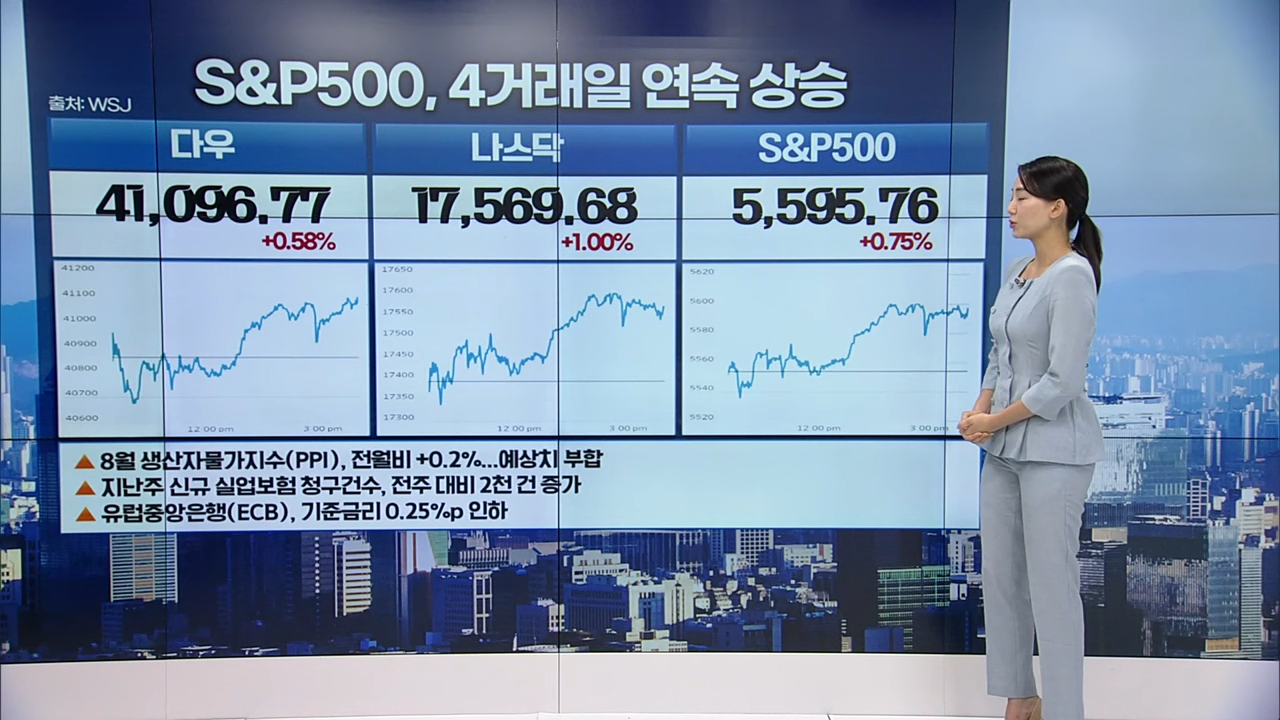 S&P500, 4거래일 연속 상승
출처: WSJ
다우
41,096.77
+0.58%
41200
41100
41000
40900
40800
40700
40600
12:00 pm
3:00 pm
나스닥
17,569.68
+1.00%
17650
17600
17550
17500
17450
17400
17350
17300
12:00 pm
3:00 pm
S&P500
5,595.76
+0.75%
5620
5600
5580
5560
5540
5520
12:00 pm
3:00 pm
▲ 8월 생산자물가지수(PPI), 전월비 +0.2%...예상치 부합
▲ 지난주 신규 실업보험 청구건수, 전주 대비 2천 건 증가
▲ 유럽중앙은행(ECB), 기준금리 0.25%p 인하